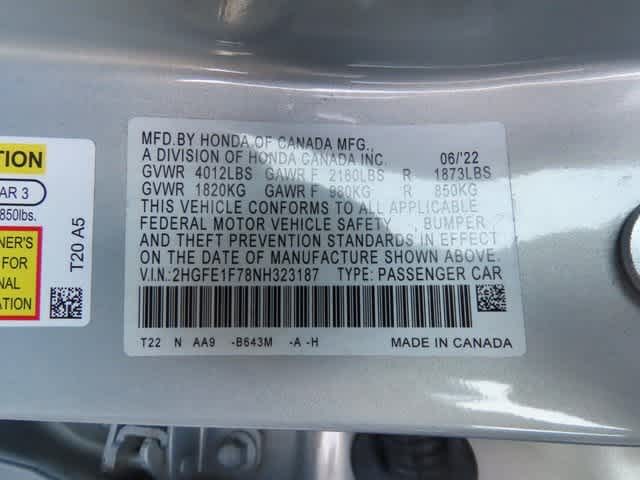 TION
AR 3
850lbs.
NER'S
FOR
NAL
ATION
T20 A5
MFD.BY HONDA OF CANADA MFG.,
A DIVISION OF HONDA CANADA INC. 06/'22
GVWR 4012LBS GAWR F 2180LBS R 1873LBS
GVWR 1820KG GAWR F 990KG R 850KG
THIS VEHICLE CONFORMS TO ALL APPLICABLE
FEDERAL MOTOR VEHICLE SAFETY , BUMPER ,
AND THEFT PREVENTION STANDARDS IN EFFECT
ON THE DATE OF MANUFACTURE SHOWN ABOVE.
V.I.N.:2HGFE1F78NH323187 TYPE: PASSENGER CAR
T22 N AA9 -B643M -A -H MADE IN CANADA